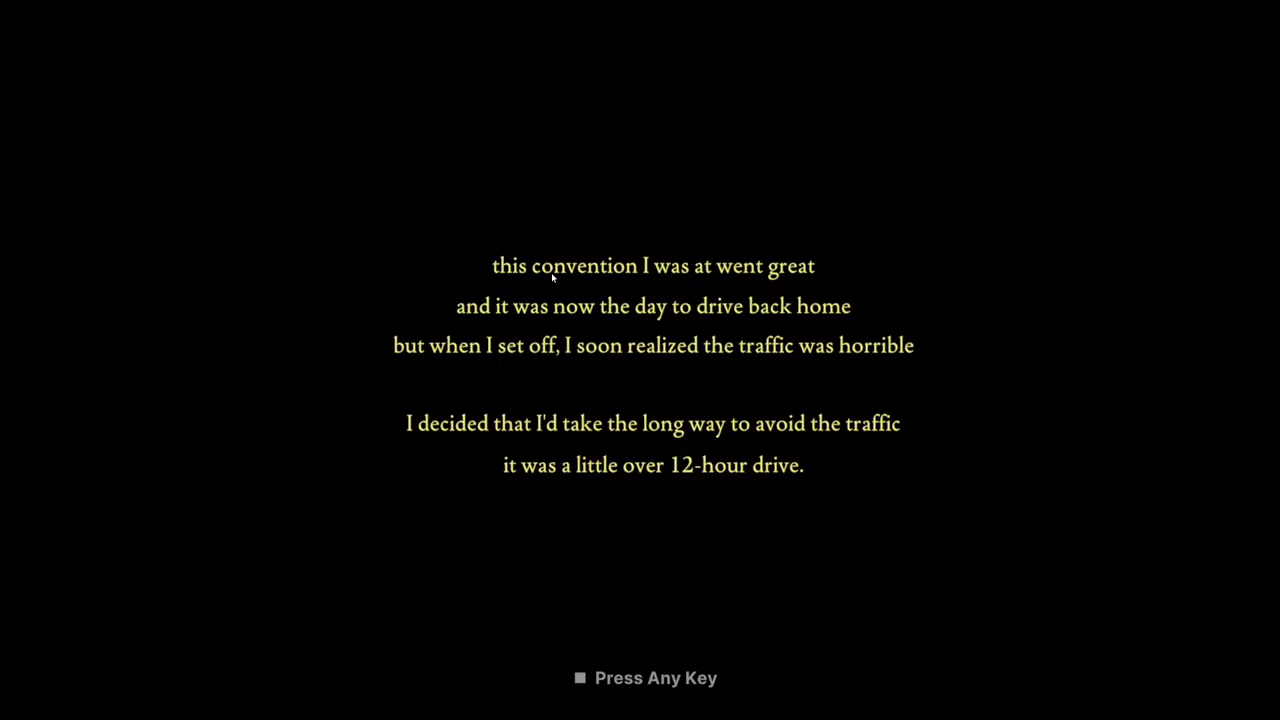 this convention I was at went great
and it was now the day to drive back home
but when I set off, I soon realized the traffic was horrible
I decided that I'd take the long way to avoid the traffic
it was a little over 12-hour drive.
Press Any Key